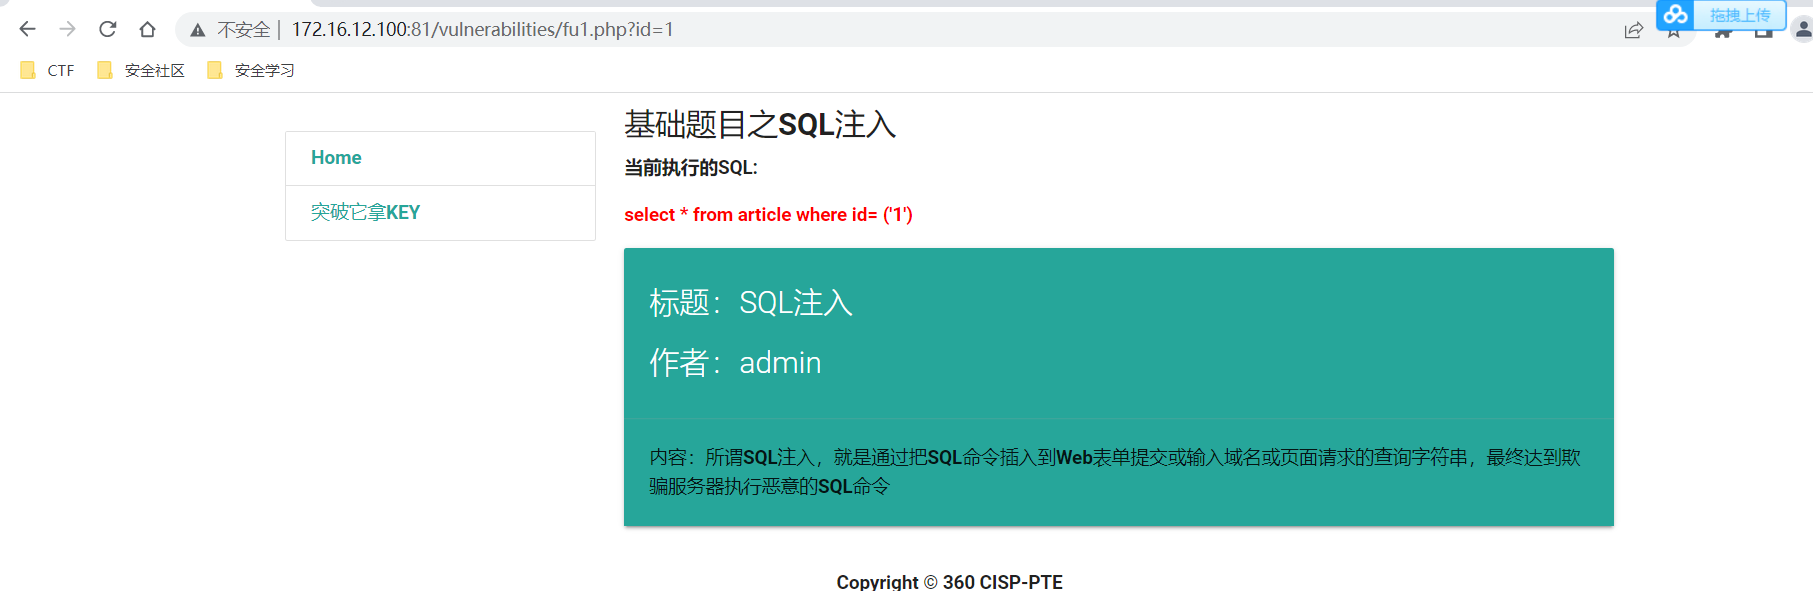 不安全 | 172.16.12.100:81/vulnerabilities/fu1.php?id=1
拖拽上传
CTF 安全社区 安全学习
Home
突破它拿KEY
基础题目之SQL注入
当前执行的SQL:
select * from article where id= ('1')
标题：SQL注入
作者：admin
内容：所谓SQL注入，就是通过把SQL命令插入到Web表单提交或输入域名或页面请求的查询字符串，最终达到欺
骗服务器执行恶意的SQL命令
Copyright © 360 CISP-PTE